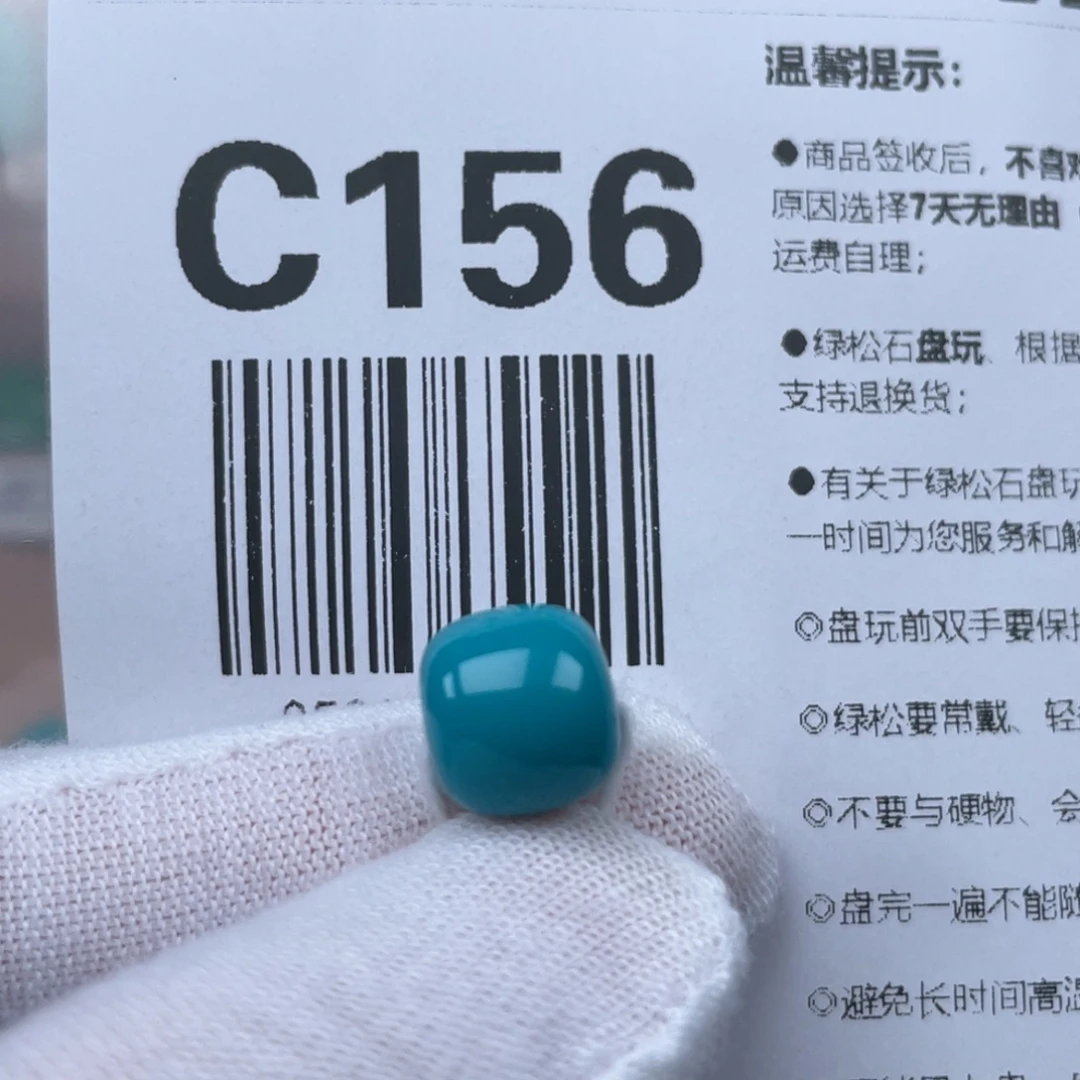 C156
温馨提示：
●商品签收后，不喜
原因选择7天无理由
运费自理；
●绿松石盘玩、根据
支持退换货；
●有关于绿松石盘玩
一时间为您服务和解
◎盘玩前双手要保
◎绿松要常戴、轻
◎不要与硬物、会
◎盘完一遍不能随
◎避免长时间高温